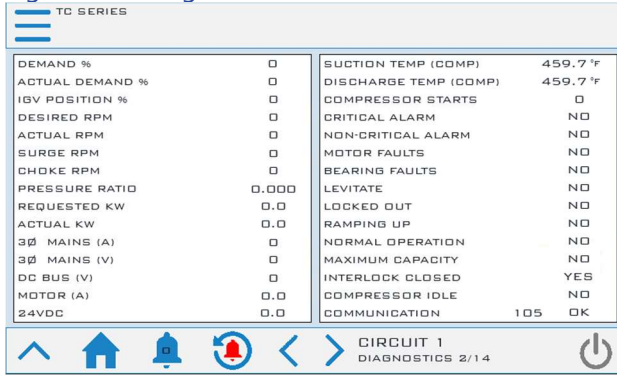 TC SERIES
DEMAND % 0
ACTUAL DEMAND % 0
IGV POSITION % 0
DESIRED RPM 0
ACTUAL RPM 0
SURGE RPM 0
CHOKE RPM 0
PRESSURE RATIO 0.000
REQUESTED KW 0.0
ACTUAL KW 0.0
3Ø MAINS (A) 0
3Ø MAINS (V) 0
DC BUS (V) 0
MOTOR (A) 0.0
24VDC 0.0
SUCTION TEMP (COMP) 459.7 °F
DISCHARGE TEMP (COMP) 459.7 °F
COMPRESSOR STARTS 0
CRITICAL ALARM NO
NON-CRITICAL ALARM NO
MOTOR FAULTS NO
BEARING FAULTS NO
LEVITATE NO
LOCKED OUT NO
RAMPING UP NO
NORMAL OPERATION NO
MAXIMUM CAPACITY NO
INTERLOCK CLOSED YES
COMPRESSOR IDLE NO
COMMUNICATION 105 OK
0
CIRCUIT 1
DIAGNOSTICS 2/14